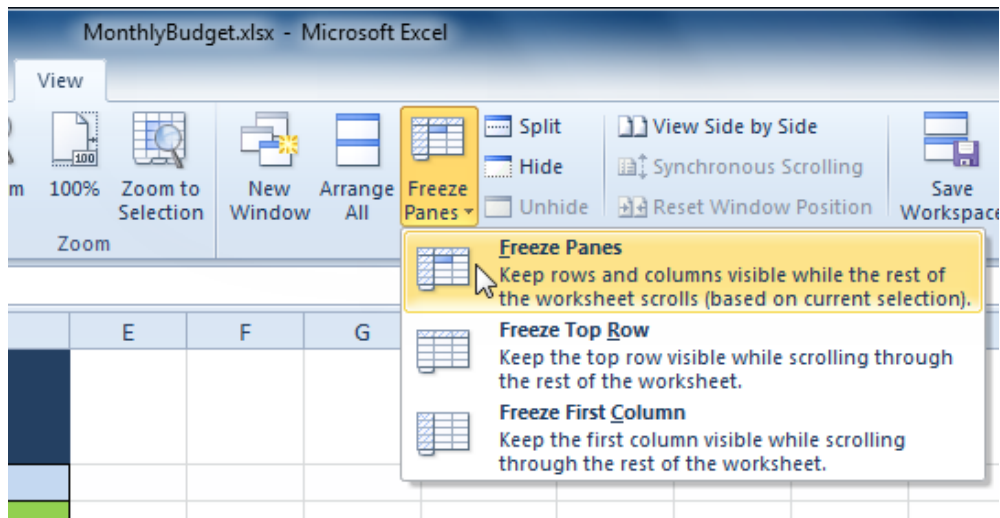 MonthlyBudget.xlsx - Microsoft Excel
View
100
m 100% Zoom to Selection New Window Arrange All Freeze Panes
Split
Hide
Unhide
View Side by Side
Synchronous Scrolling
Reset Window Position
Save Workspace
Zoom
Freeze Panes
Keep rows and columns visible while the rest of
the worksheet scrolls (based on current selection).
Freeze Top Row
Keep the top row visible while scrolling through
the rest of the worksheet.
Freeze First Column
Keep the first column visible while scrolling
through the rest of the worksheet.
E F G